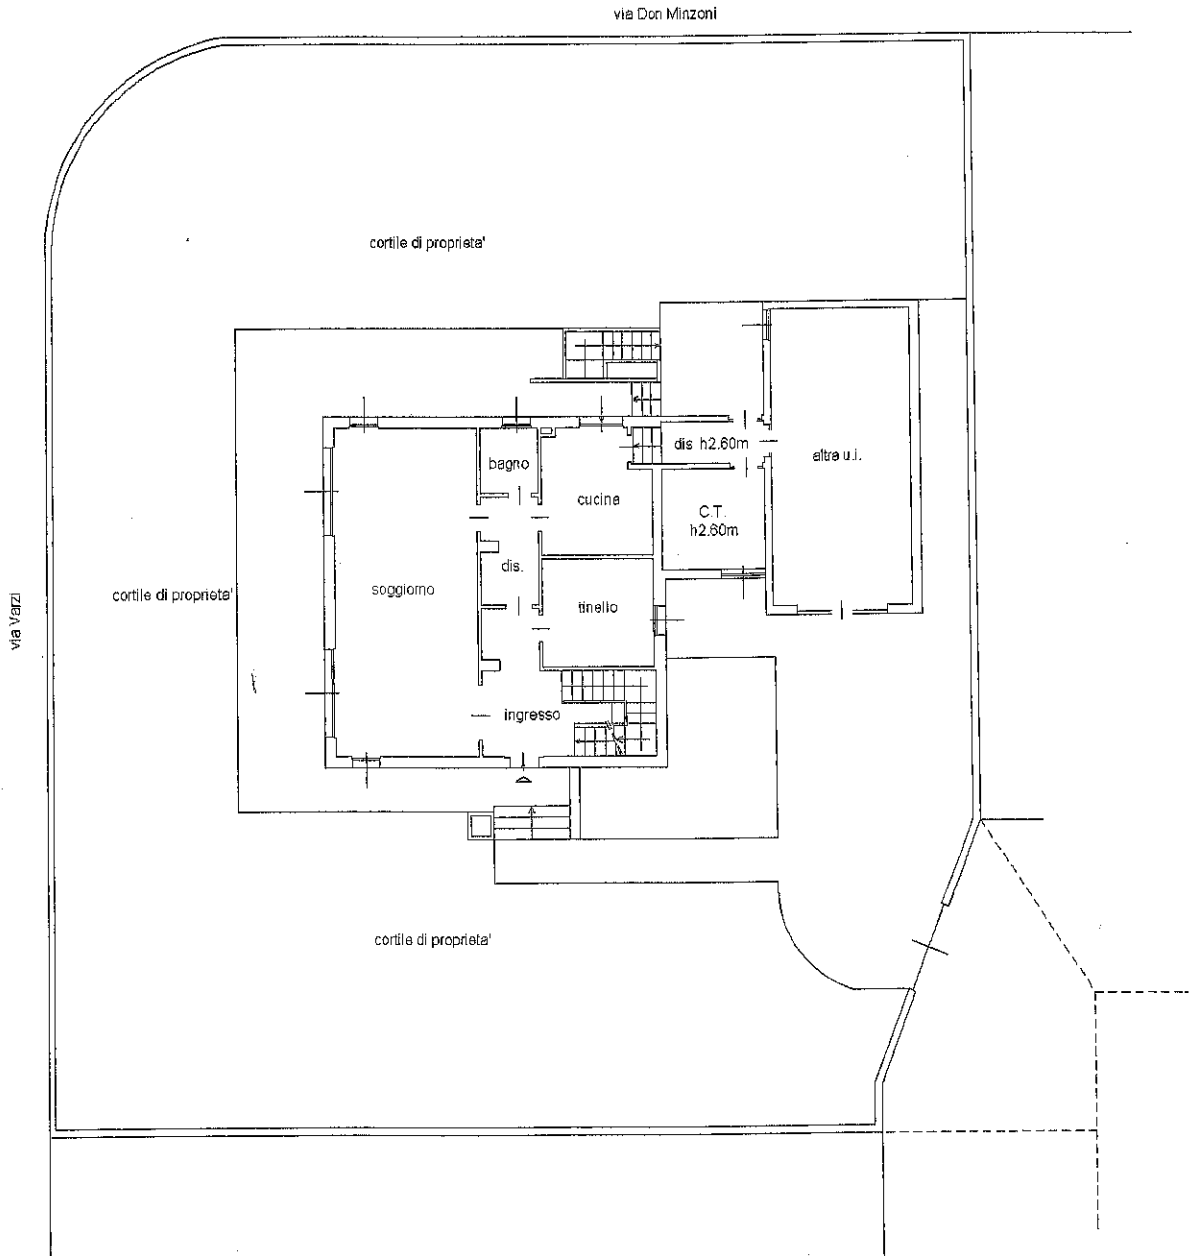 via Don Minzoni
cortile di proprieta'
bagno
dis h2.60m
altra u.i.
cucina
C.T.
h2.60m
dis.
soggiorno
cortile di proprieta'
tinello
via Varzi
ingresso
cortile di proprieta'